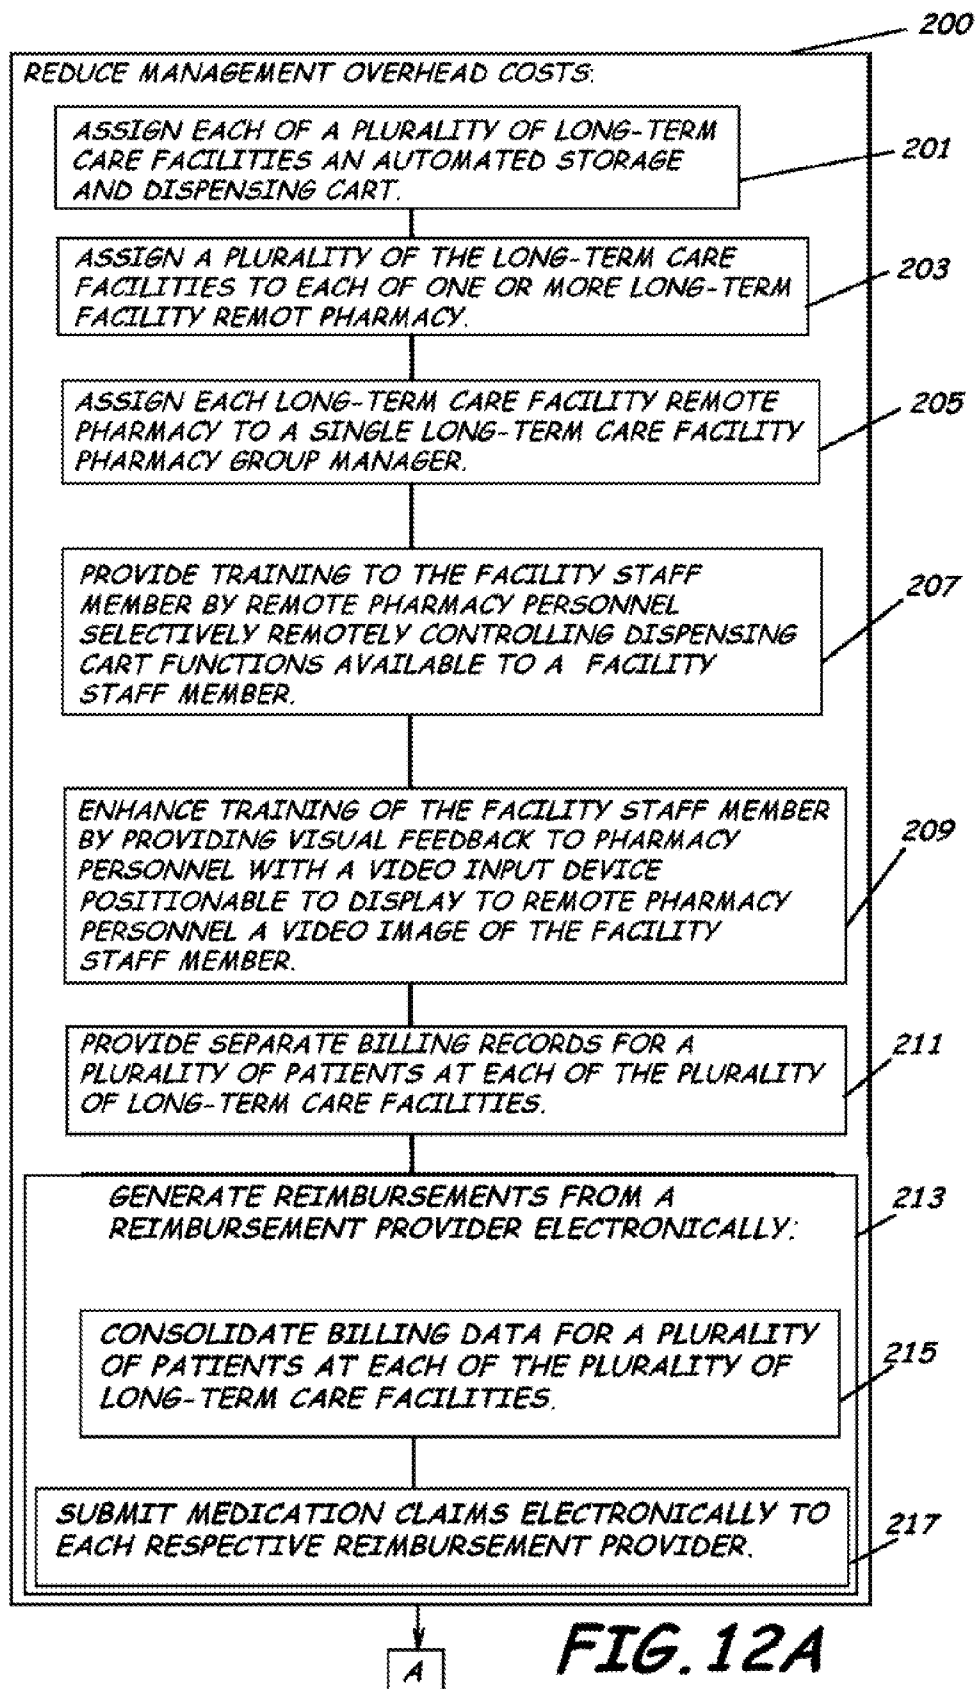 200
REDUCE MANAGEMENT OVERHEAD COSTS:
ASSIGN EACH OF A PLURALITY OF LONG-TERM
CARE FACILITIES AN AUTOMATED STORAGE
AND DISPENSING CART.
201
ASSIGN A PLURALITY OF THE LONG-TERM CARE
FACILITIES TO EACH OF ONE OR MORE LONG-TERM
FACILITY REMOT PHARMACY.
203
ASSIGN EACH LONG-TERM CARE FACILITY REMOTE
PHARMACY TO A SINGLE LONG-TERM CARE FACILITY
PHARMACY GROUP MANAGER.
205
PROVIDE TRAINING TO THE FACILITY STAFF
MEMBER BY REMOTE PHARMACY PERSONNEL
SELECTIVELY REMOTELY CONTROLLING DISPENSING
CART FUNCTIONS AVAILABLE TO A FACILITY
STAFF MEMBER.
207
ENHANCE TRAINING OF THE FACILITY STAFF MEMBER
BY PROVIDING VISUAL FEEDBACK TO PHARMACY
PERSONNEL WITH A VIDEO INPUT DEVICE
POSITIONABLE TO DISPLAY TO REMOTE PHARMACY
PERSONNEL A VIDEO IMAGE OF THE FACILITY
STAFF MEMBER.
209
PROVIDE SEPARATE BILLING RECORDS FOR A
PLURALITY OF PATIENTS AT EACH OF THE PLURALITY
OF LONG-TERM CARE FACILITIES.
211
GENERATE REIMBURSEMENTS FROM A
REIMBURSEMENT PROVIDER ELECTRONICALLY:
213
CONSOLIDATE BILLING DATA FOR A PLURALITY
OF PATIENTS AT EACH OF THE PLURALITY OF
LONG-TERM CARE FACILITIES.
215
SUBMIT MEDICATION CLAIMS ELECTRONICALLY TO
EACH RESPECTIVE REIMBURSEMENT PROVIDER.
217
A
FIG. 12A